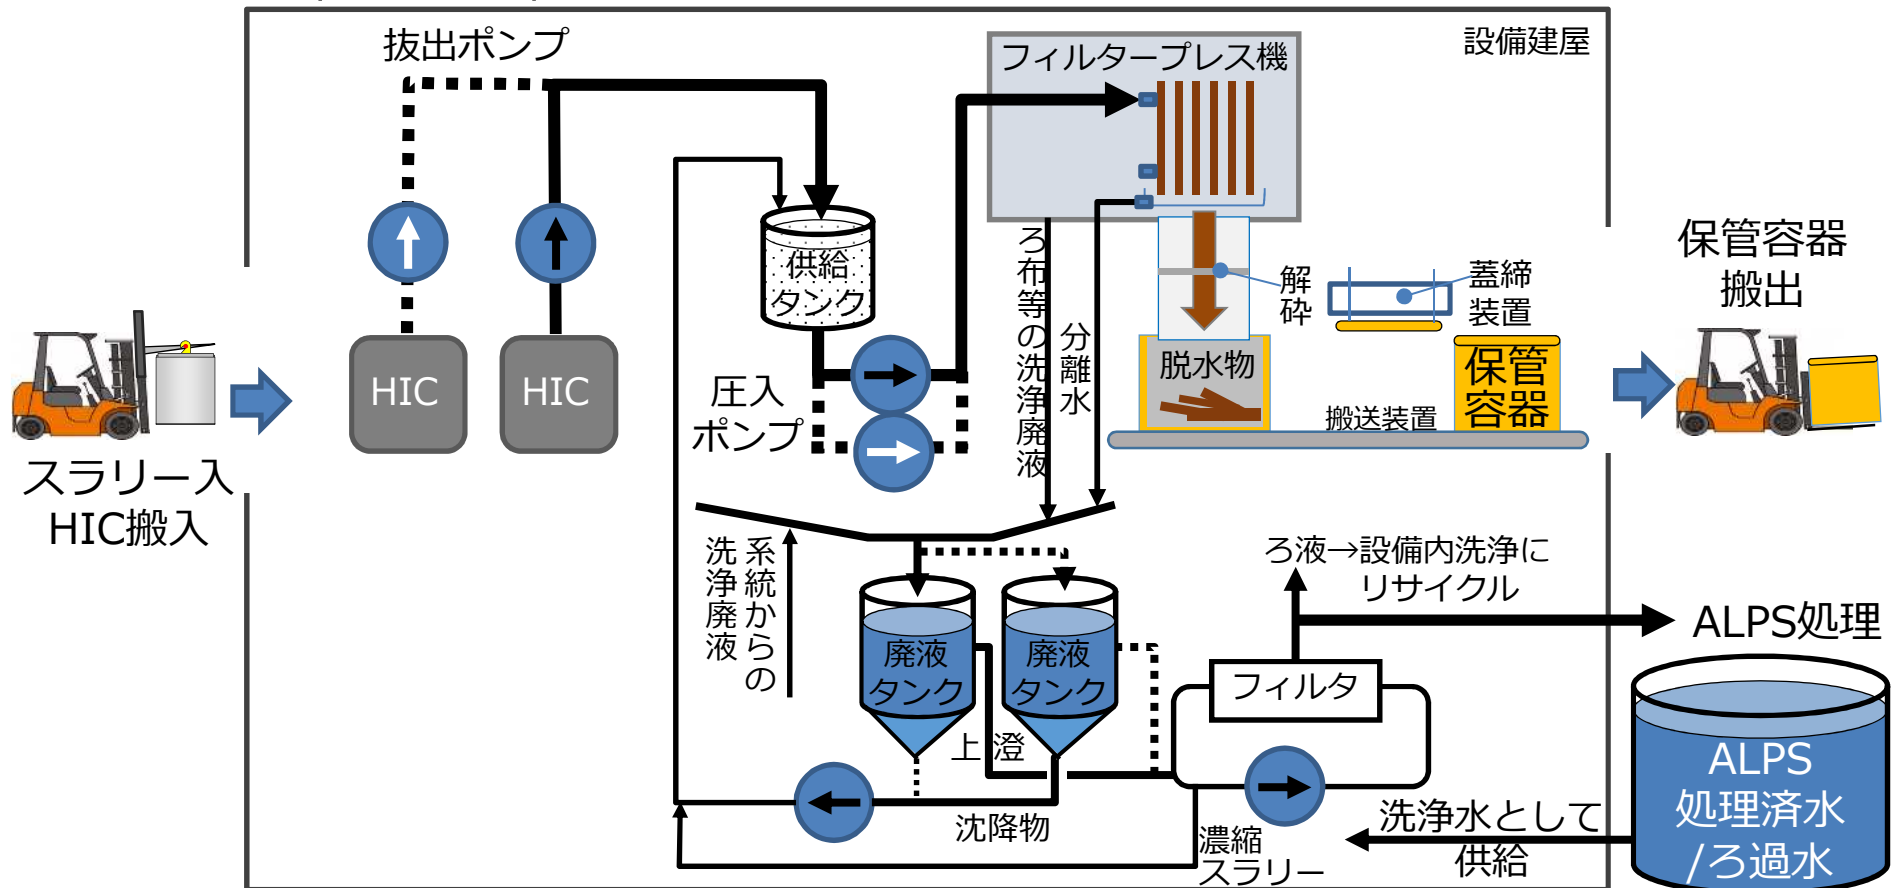 設備建屋
抜出ポンプ
フィルタープレス機
供給
タンク
HIC
HIC
圧入
ポンプ
ろ布等の洗浄廃液
分離水
解砕
蓋締
装置
脱水物
保管
容器
搬送装置
保管容器
搬出
スラリー入
HIC搬入
系統からの
洗浄廃液
廃液
タンク
廃液
タンク
上澄
沈降物
ろ液→設備内洗浄に
リサイクル
フィルタ
濃縮
スラリー
ALPS処理
洗浄水として
供給
ALPS
処理済水
/ろ過水